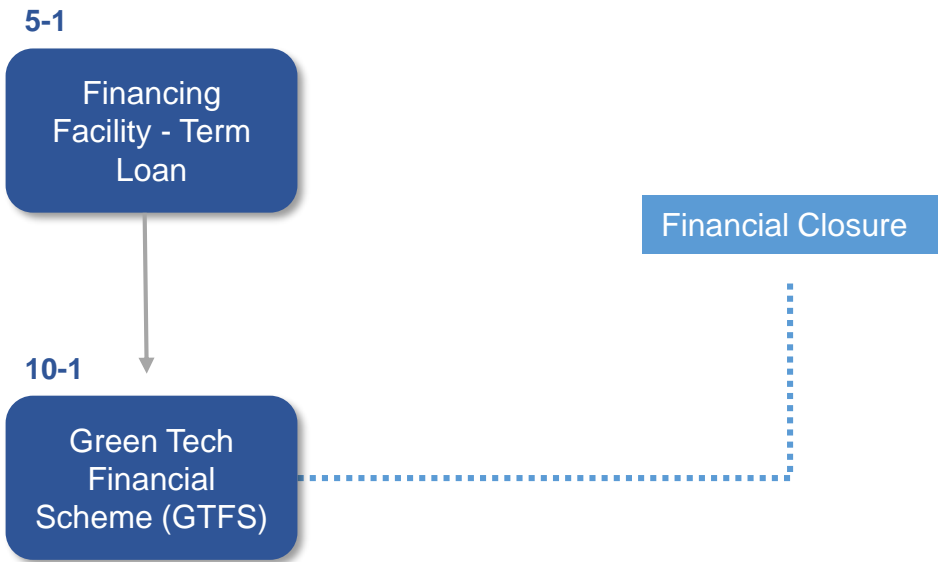 5-1
Financing
Facility - Term
Loan
Financial Closure
10-1
Green Tech
Financial
Scheme (GTFS)